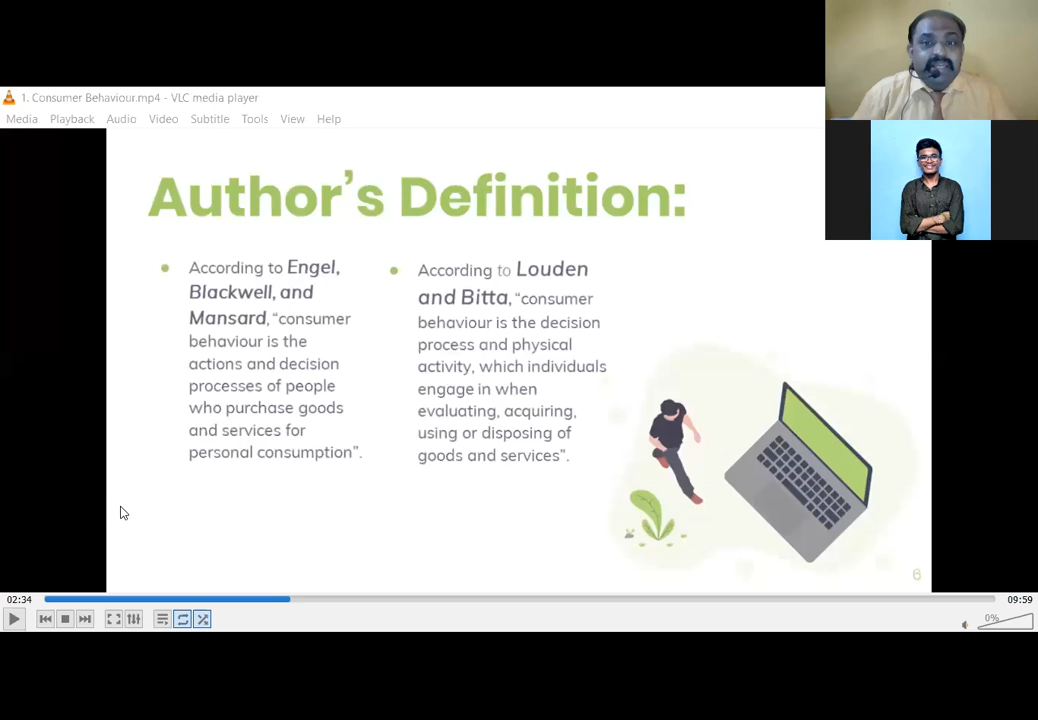 1. Consumer Behaviour.mp4 - VLC media player
Media Playback Audio Video Subtitle Tools View Help
Author's Definition:
According to Engel,
Blackwell, and
Mansard, “consumer
behaviour is the
actions and decision
processes of people
who purchase goods
and services for
personal consumption”.
According to Louden
and Bitta, “consumer
behaviour is the decision
process and physical
activity, which individuals
engage in when
evaluating, acquiring,
using or disposing of
goods and services”.
6
02:34
09:59
0%